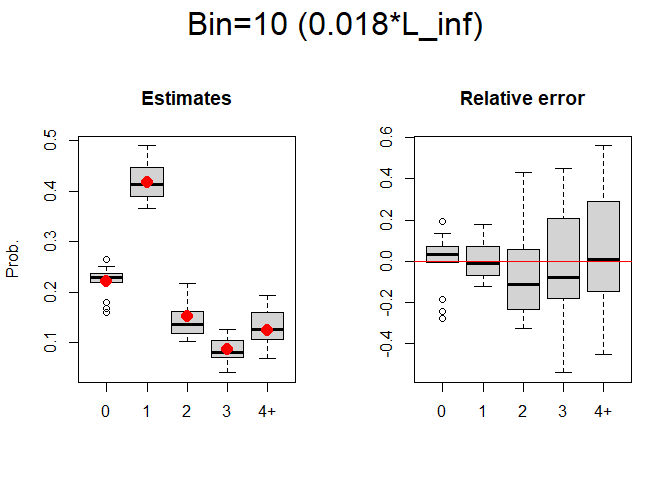 Bin=10 (0.018*L_inf)
Estimates
Prob.
0.5
0.4
0.3
0.2
0.1
0 1 2 3 4+
Relative error
0.6
0.4
0.2
0.0
-0.2
-0.4
0 1 2 3 4+